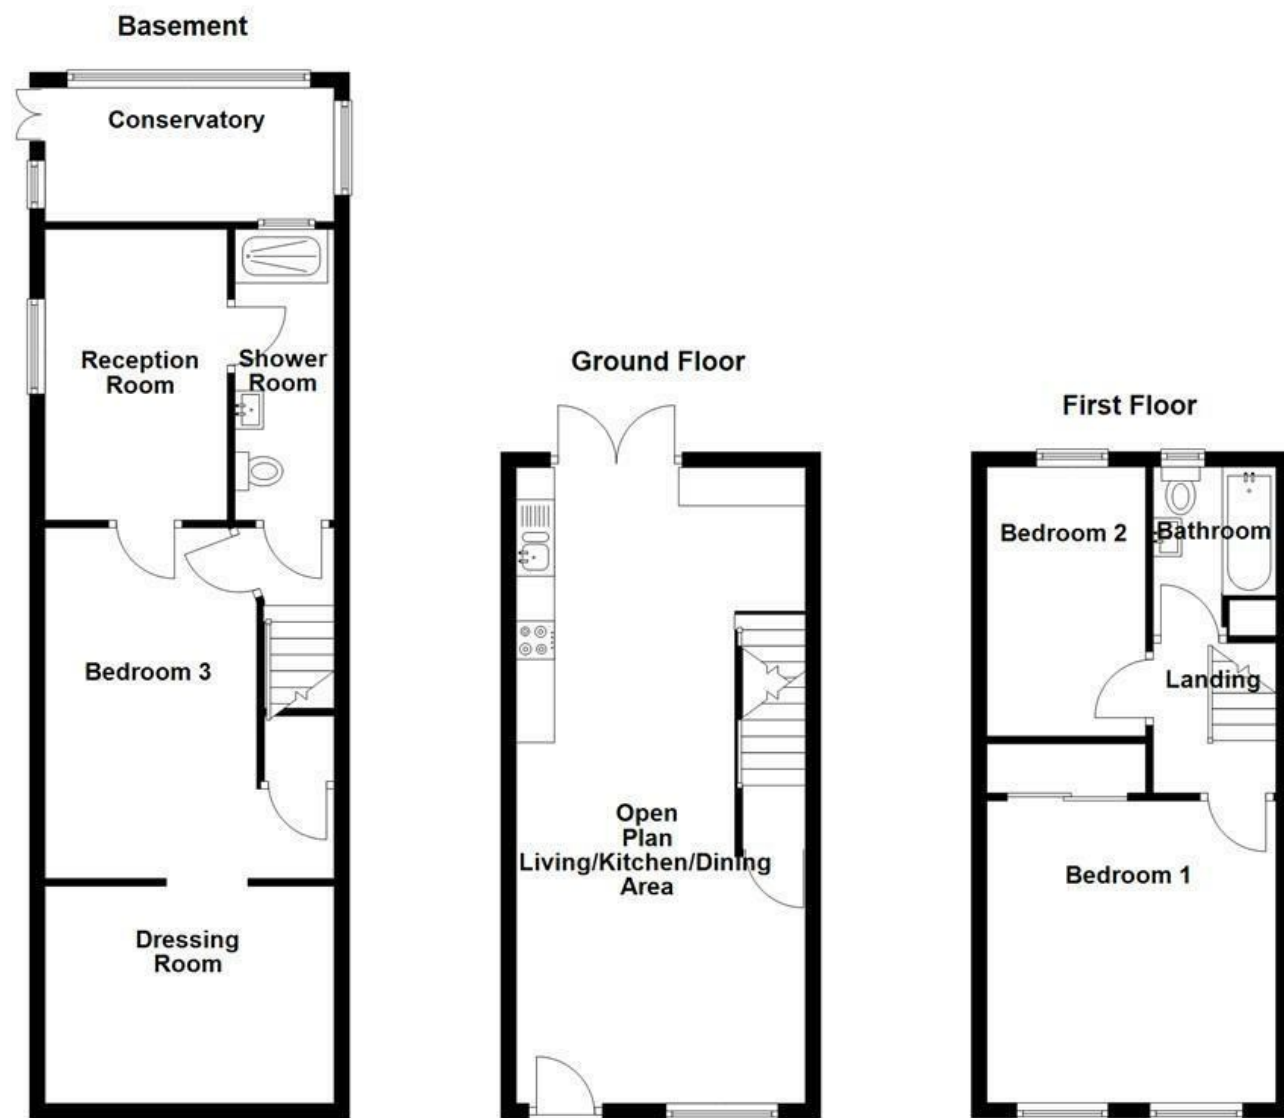 Basement
Conservatory
Reception
Room
Shower
Room
Bedroom 3
Dressing
Room
Ground Floor
Open
Plan
Living/Kitchen/Dining
Area
First Floor
Bedroom 2
Bathroom
Landing
Bedroom 1